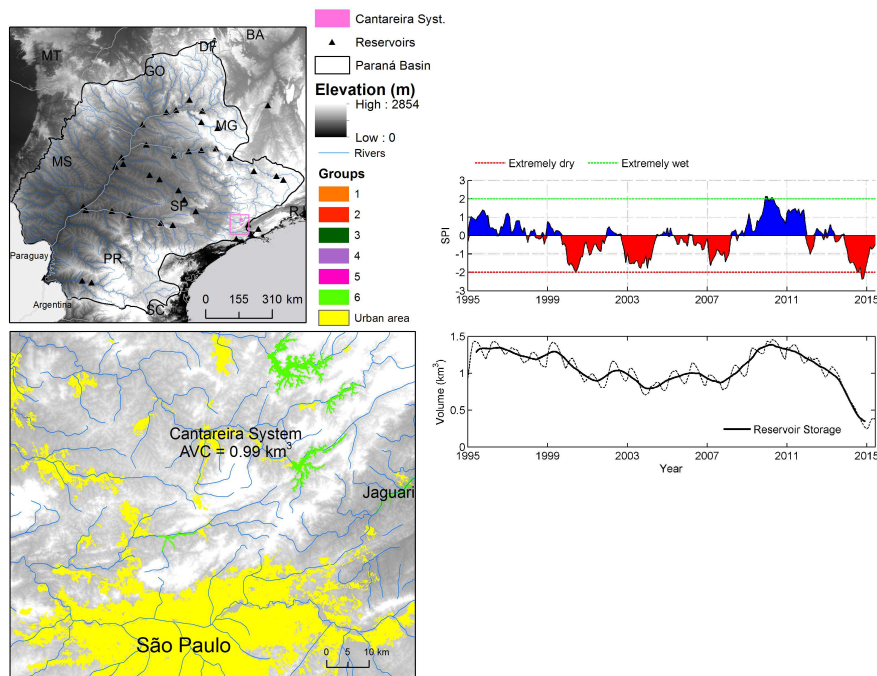 Cantareira Syst.
Reservoirs
Paraná Basin
Elevation (m)
High : 2854
Low : 0
Rivers
Groups
1
2
3
4
5
6
Urban area
BA
DF
MT
GO
MG
MS
SP
RJ
PR
Paraguay
Argentina
SC
0 155 310 km
Cantareira System
AVC = 0.99 km3
Jaguari
São Paulo
0 5 10 km
Extremely dry Extremely wet
SPI
3
2
1
0
-1
-2
-3
1995 1999 2003 2007 2011 2015
Volume (km3)
1.5
1
0.5
0
Reservoir Storage
1995 1999 2003 2007 2011 2015
Year